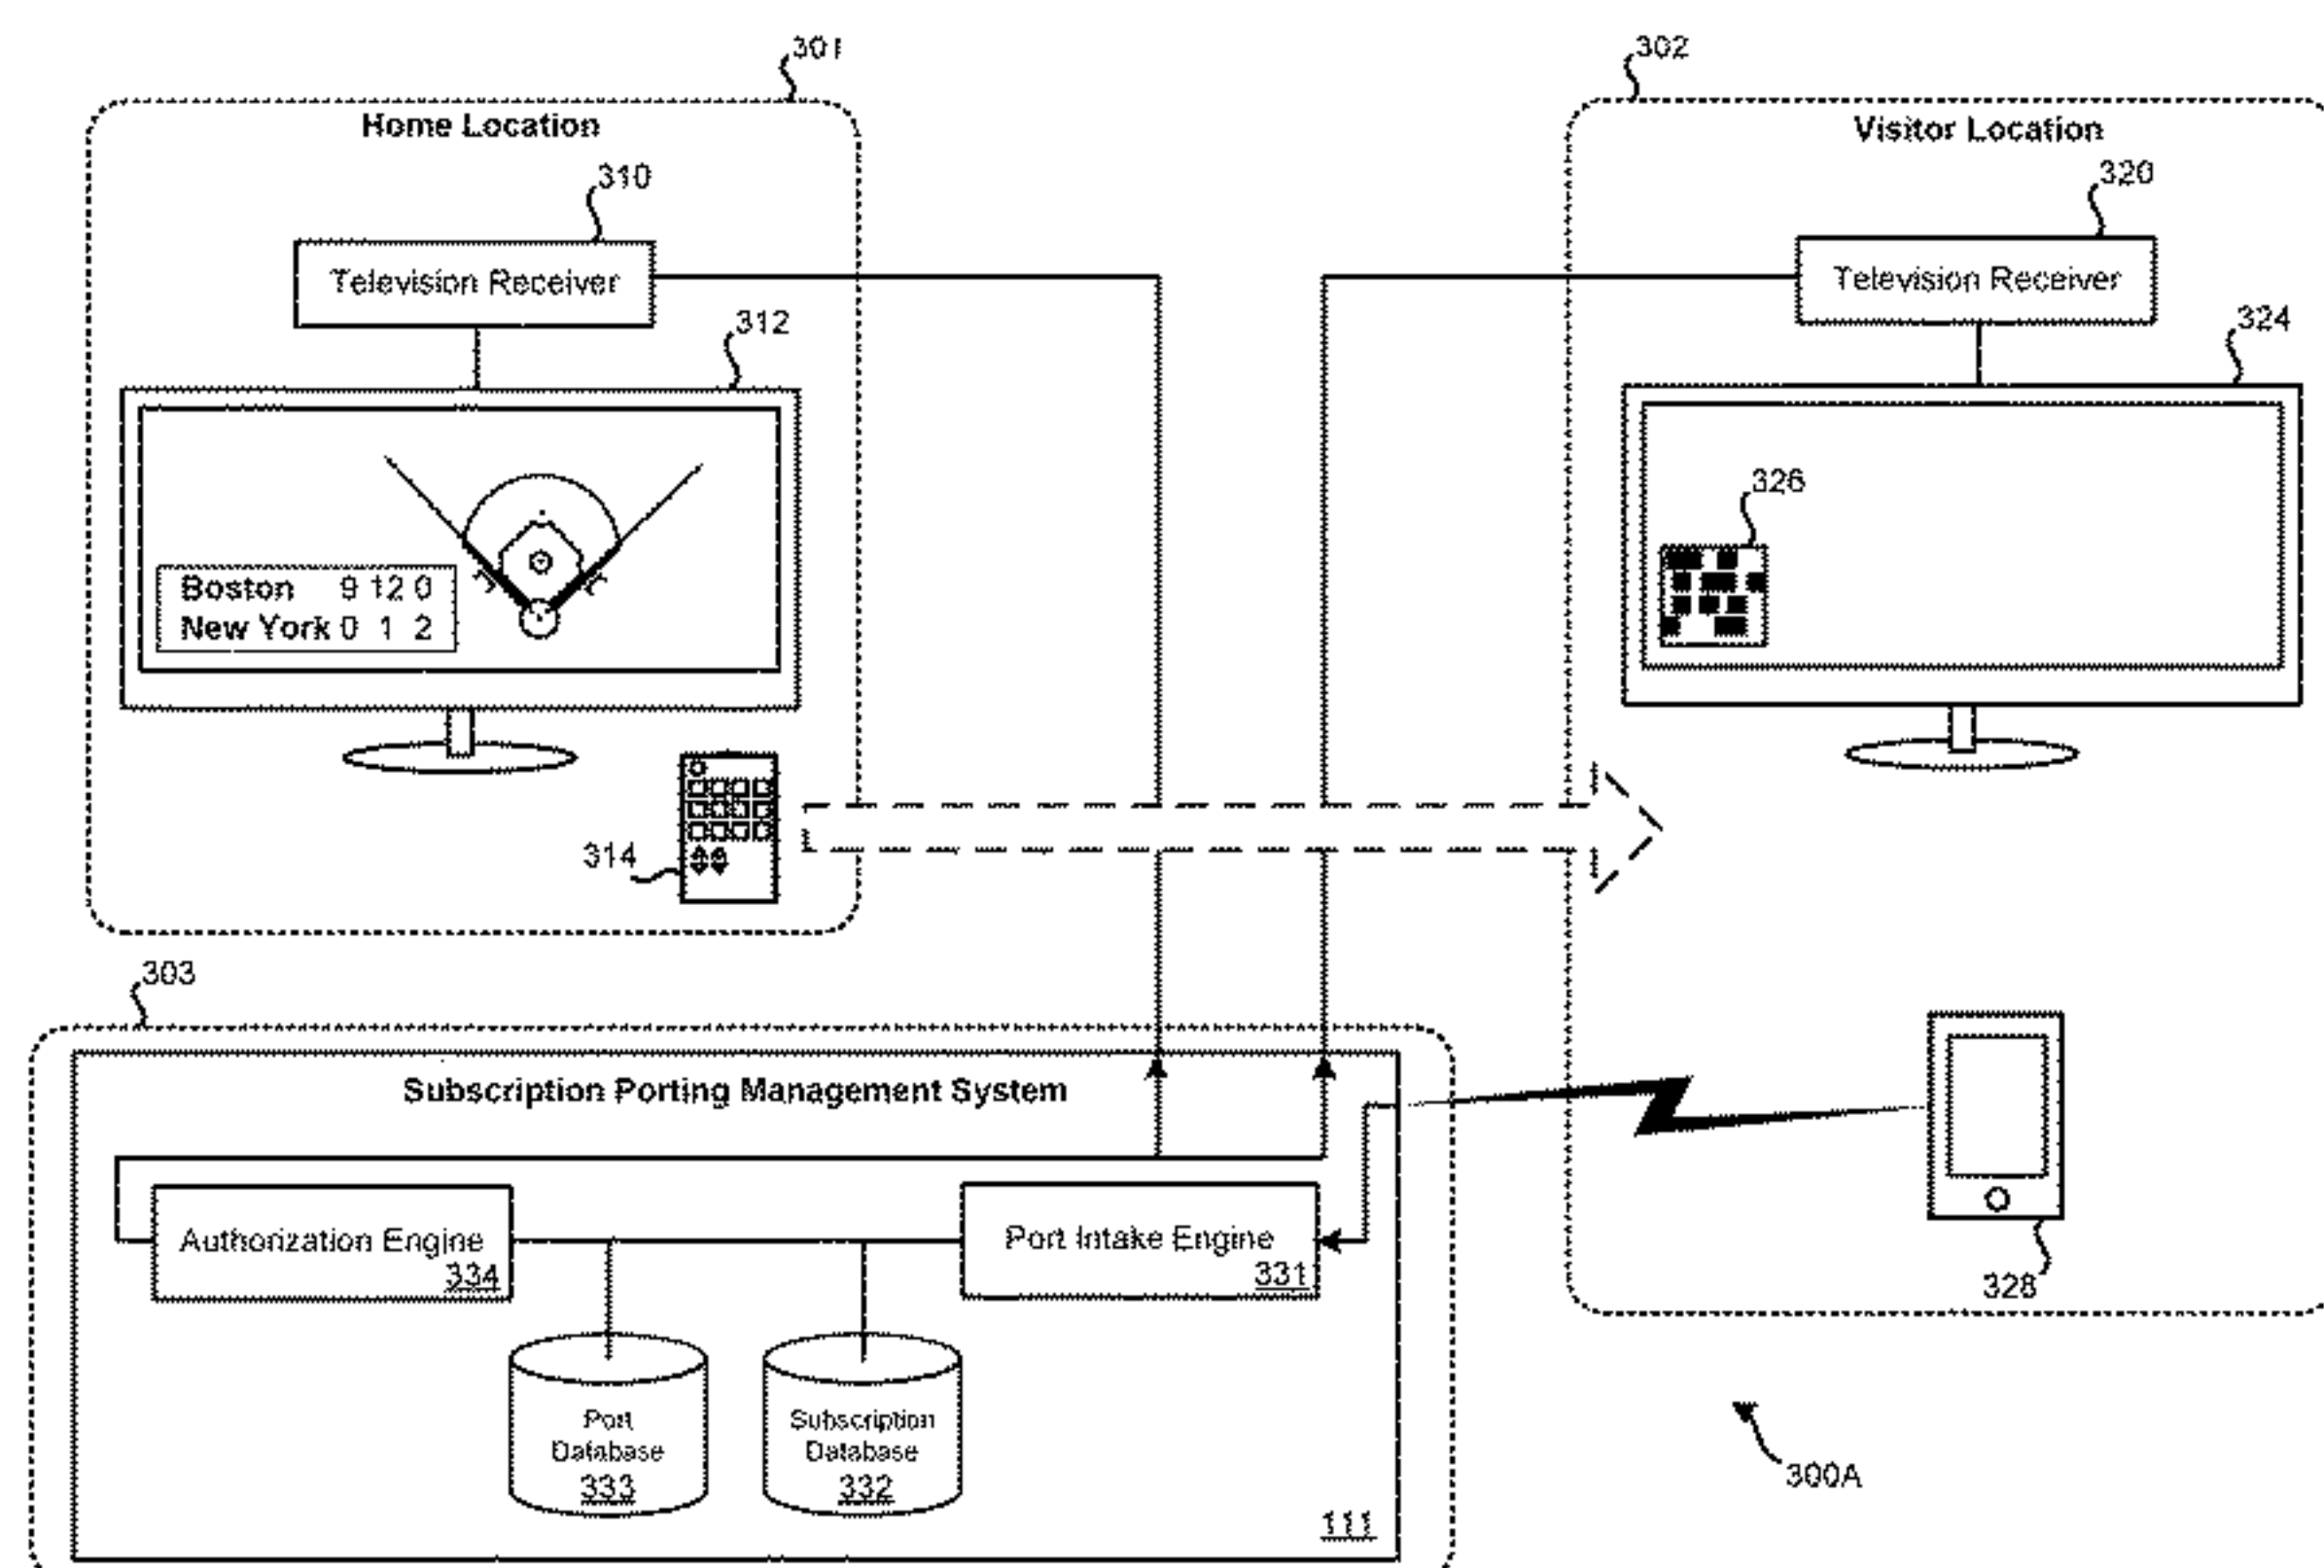 301
302
Home Location
Visitor Location
310
320
Television Receiver
Television Receiver
312
324
326
Boston 9 12 0
New York 0 1 2
314
303
Subscription Porting Management System
Authorization Engine
334
Port Intake Engine
331
328
Port
Database
333
Subscription
Database
332
300A
111